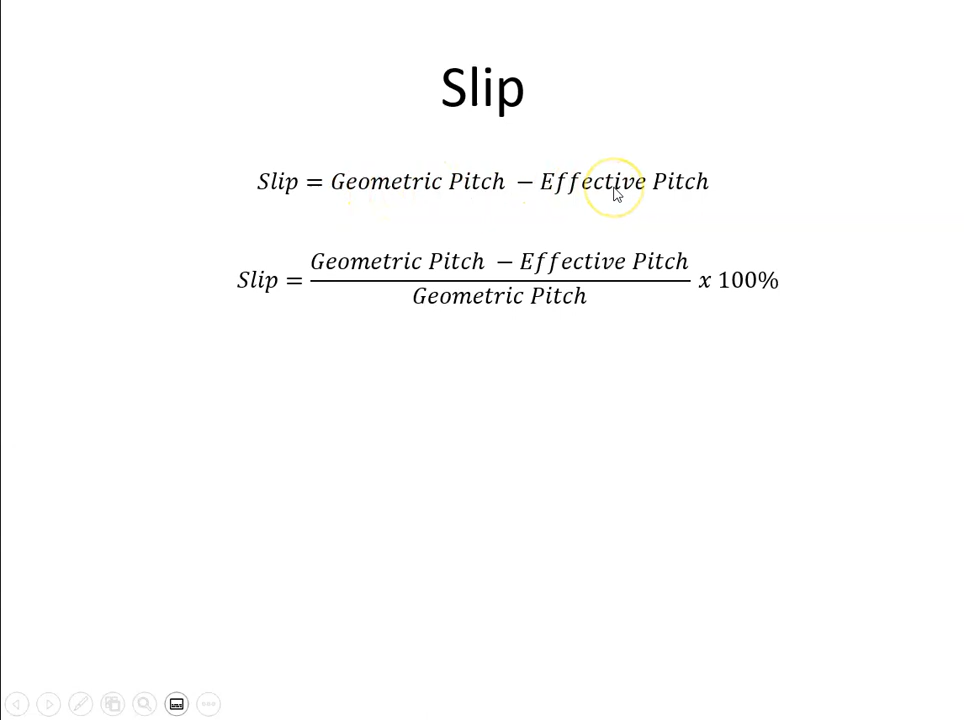 Slip
Slip = Geometric Pitch − Effective Pitch
Slip = Geometric Pitch − Effective Pitch / Geometric Pitch x 100%